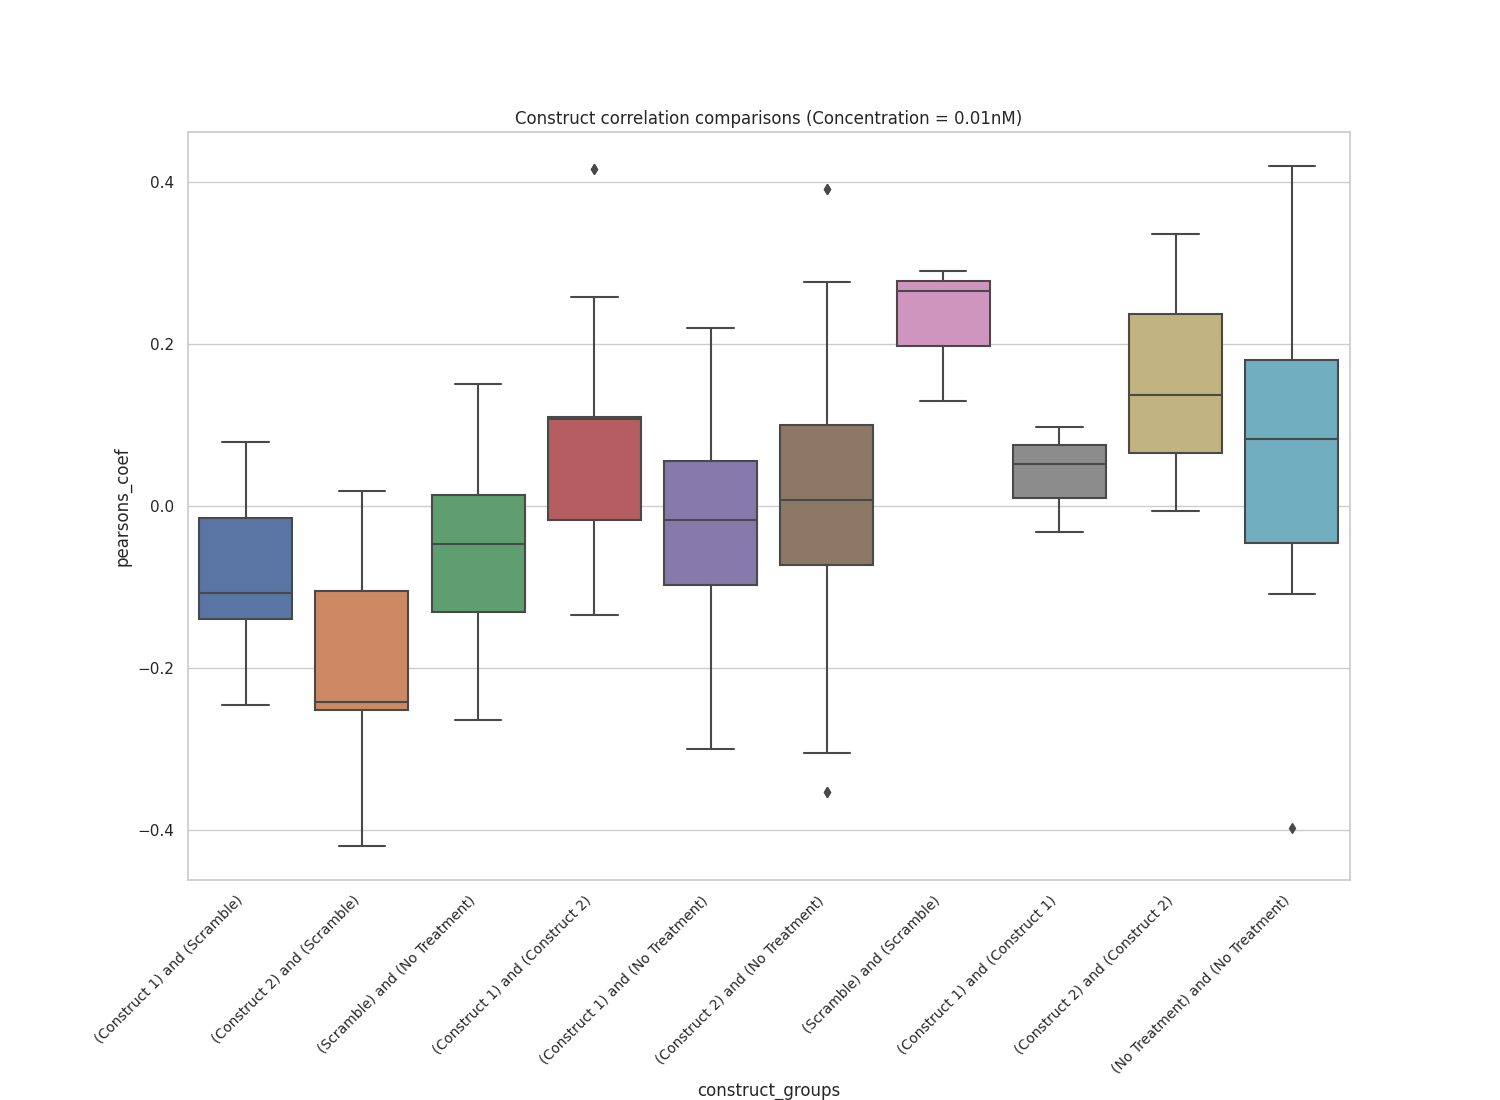 Construct correlation comparisons (Concentration = 0.01nM)
0.4
0.2
0.0
−0.2
−0.4
pearsons_coef
(Construct 1) and (Scramble)
(Construct 2) and (Scramble)
(Scramble) and (No Treatment)
(Construct 1) and (Construct 2)
(Construct 1) and (No Treatment)
(Construct 2) and (No Treatment)
(Scramble) and (Scramble)
(Construct 1) and (Construct 1)
(Construct 2) and (Construct 2)
(No Treatment) and (No Treatment)
construct_groups